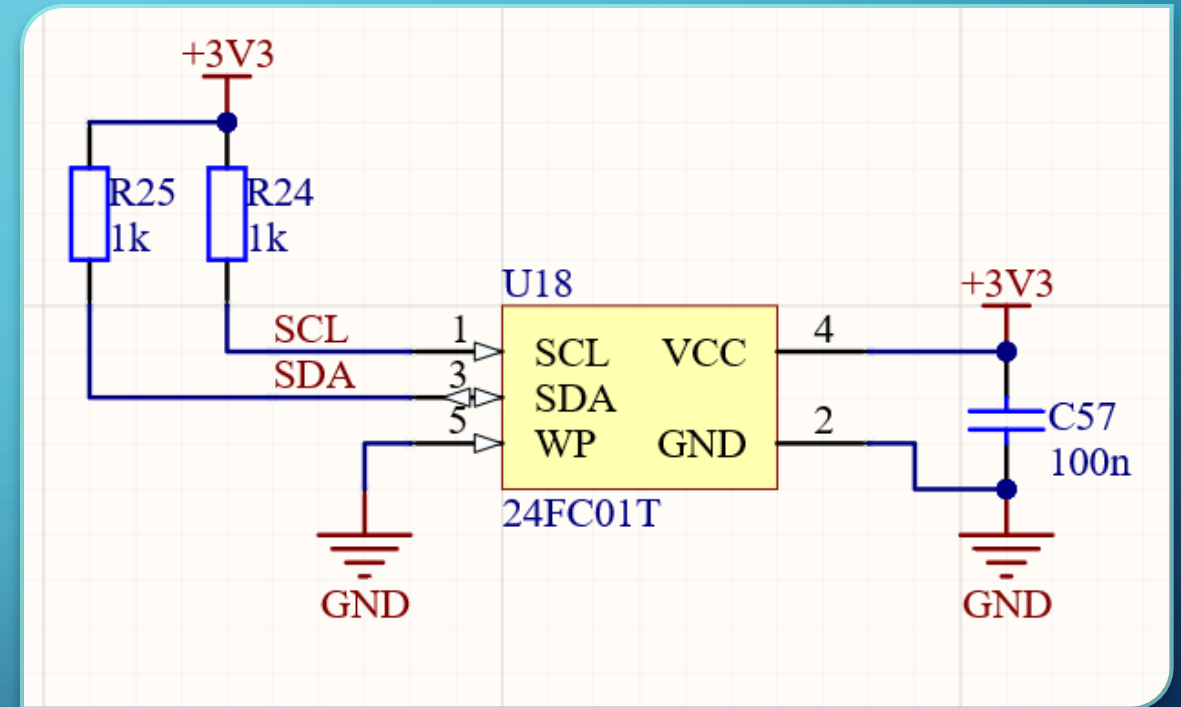 +3V3
R25
1k
R24
1k
SCL
SDA
1
3
5
U18
SCL
SDA
WP
VCC
GND
24FC01T
4
2
+3V3
C57
100n
GND
GND